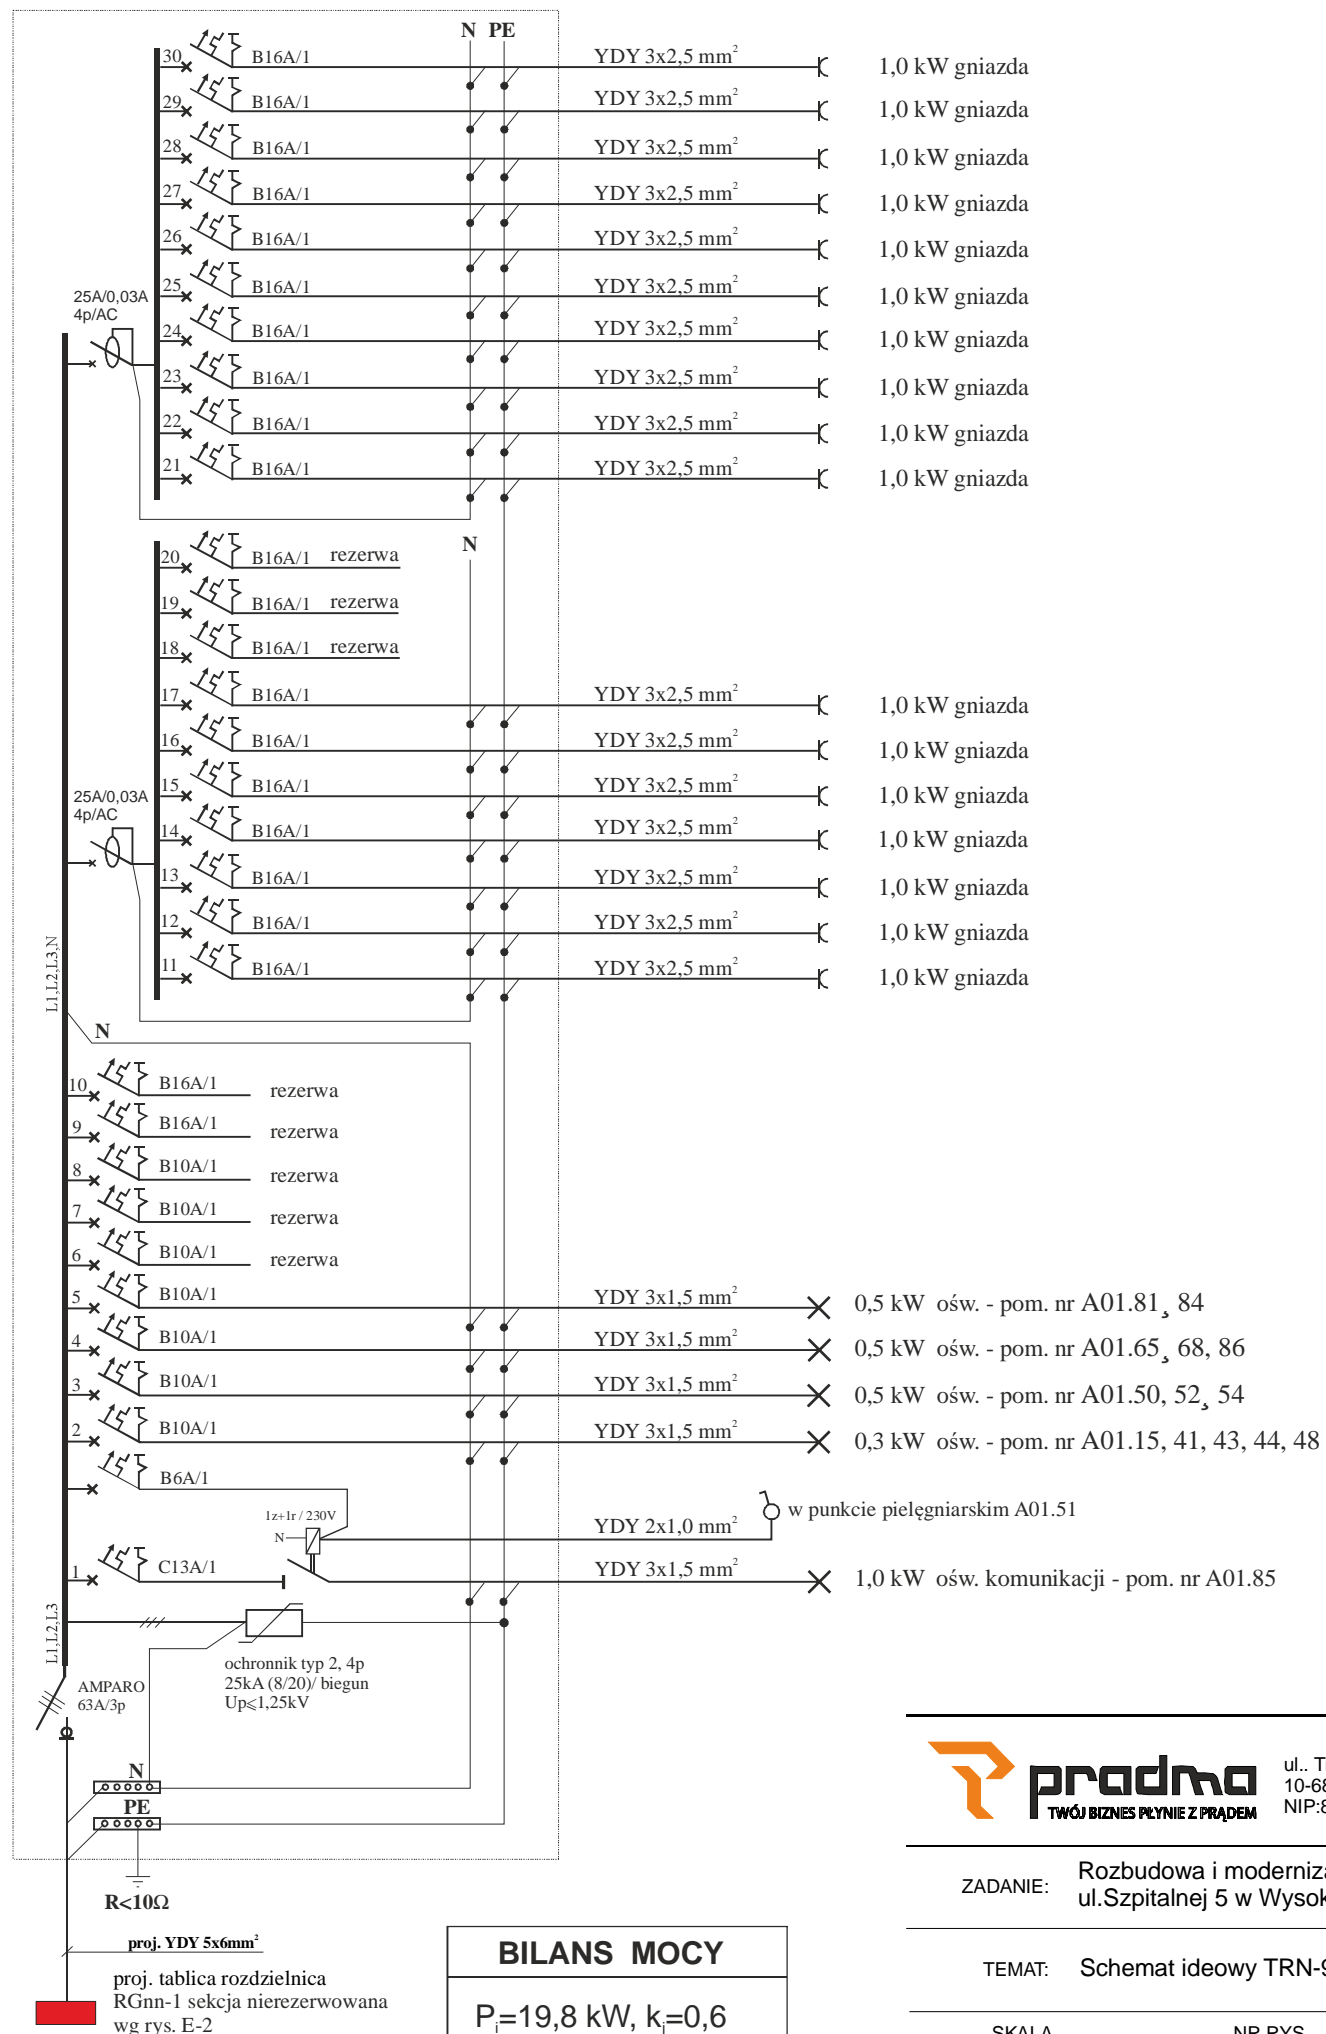 N PE
30 B16A/1 YDY 3x2,5 mm² 1,0 kW gniazda
29 B16A/1 YDY 3x2,5 mm² 1,0 kW gniazda
28 B16A/1 YDY 3x2,5 mm² 1,0 kW gniazda
27 B16A/1 YDY 3x2,5 mm² 1,0 kW gniazda
26 B16A/1 YDY 3x2,5 mm² 1,0 kW gniazda
25 B16A/1 YDY 3x2,5 mm² 1,0 kW gniazda
25A/0,03A
4p/AC
24 B16A/1 YDY 3x2,5 mm² 1,0 kW gniazda
23 B16A/1 YDY 3x2,5 mm² 1,0 kW gniazda
22 B16A/1 YDY 3x2,5 mm² 1,0 kW gniazda
21 B16A/1 YDY 3x2,5 mm² 1,0 kW gniazda
N
20 B16A/1 rezerwa
19 B16A/1 rezerwa
18 B16A/1 rezerwa
17 B16A/1 YDY 3x2,5 mm² 1,0 kW gniazda
16 B16A/1 YDY 3x2,5 mm² 1,0 kW gniazda
15 B16A/1 YDY 3x2,5 mm² 1,0 kW gniazda
25A/0,03A
4p/AC
14 B16A/1 YDY 3x2,5 mm² 1,0 kW gniazda
13 B16A/1 YDY 3x2,5 mm² 1,0 kW gniazda
12 B16A/1 YDY 3x2,5 mm² 1,0 kW gniazda
11 B16A/1 YDY 3x2,5 mm² 1,0 kW gniazda
L1,L2,L3,N
N
10 B16A/1 rezerwa
9 B16A/1 rezerwa
8 B10A/1 rezerwa
7 B10A/1 rezerwa
6 B10A/1 rezerwa
5 B10A/1 YDY 3x1,5 mm² 0,5 kW ośw. - pom. nr A01.81, 84
4 B10A/1 YDY 3x1,5 mm² 0,5 kW ośw. - pom. nr A01.65, 68, 86
3 B10A/1 YDY 3x1,5 mm² 0,5 kW ośw. - pom. nr A01.50, 52, 54
2 B10A/1 YDY 3x1,5 mm² 0,3 kW ośw. - pom. nr A01.15, 41, 43, 44, 48
B6A/1
1z+1r / 230V
N
YDY 2x1,0 mm² w punkcie pielęgniarskim A01.51
1 C13A/1 YDY 3x1,5 mm² 1,0 kW ośw. komunikacji - pom. nr A01.85
L1,L2,L3
ochronnik typ 2, 4p
25kA (8/20)/ biegun
Up≤1,25kV
AMPARO
63A/3p
N
PE
R<10Ω
proj. YDY 5x6mm²
proj. tablica rozdzielnica
RGnn-1 sekcja nierezerwowana
wg rys. E-2
BILANS MOCY
Pi=19,8 kW, kj=0,6
pradma
TWÓJ BIZNES PŁYNIE Z PRĄDEM
ul.. T
10-68
NIP:8
ZADANIE: Rozbudowa i moderniza
ul.Szpitalnej 5 w Wysok
TEMAT: Schemat ideowy TRN-9
SKALA NR RYS